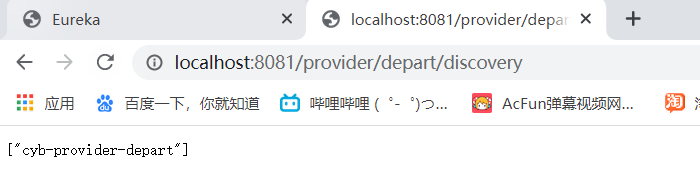 Eureka
localhost:8081/provider/depar
localhost:8081/provider/depart/discovery
应用 百度一下，你就知道 哔哩哔哩 ( ゜- ゜)つ... AcFun弹幕视频网... 淘
["cyb-provider-depart"]